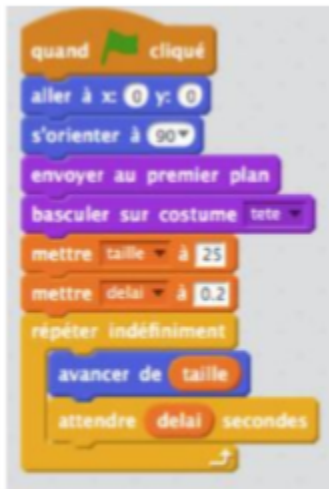 quand cliqué
aller à x: 0 y: 0
s'orienter à 90
envoyer au premier plan
basculer sur costume tete
mettre taille à 25
mettre delai à 0.2
répéter indéfiniment
avancer de taille
attendre delai secondes